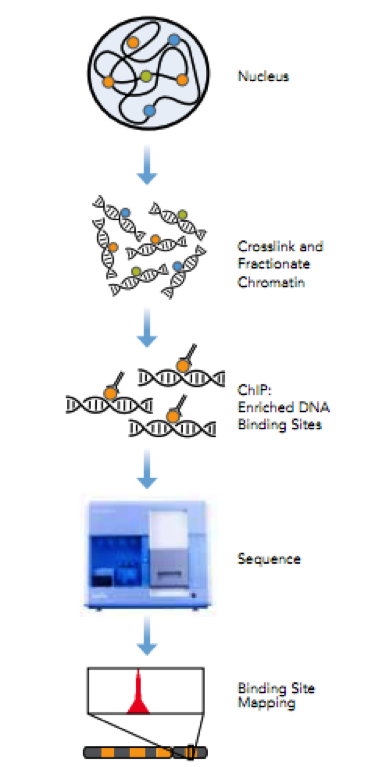 Nucleus
Crosslink and
Fractionate
Chromatin
ChIP:
Enriched DNA
Binding Sites
Sequence
Binding Site
Mapping